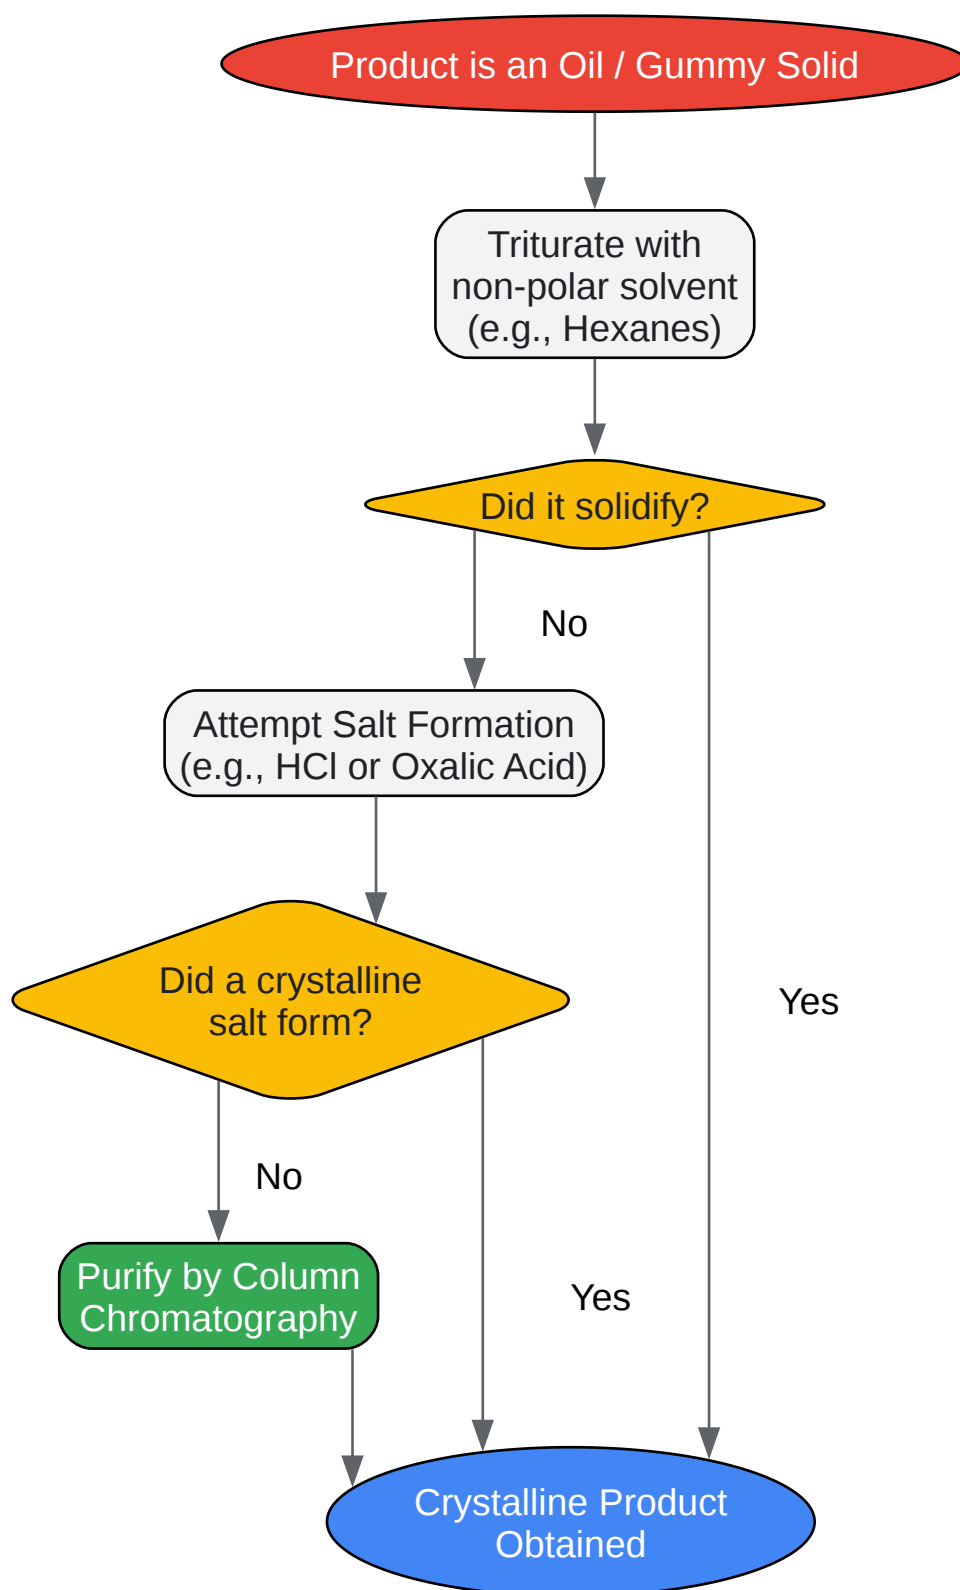 Product is an Oil / Gummy Solid
Triturate with
non-polar solvent
(e.g., Hexanes)
Did it solidify?
No
Attempt Salt Formation
(e.g., HCl or Oxalic Acid)
Did a crystalline
salt form?
Yes
No
Purify by Column
Chromatography
Yes
Crystalline Product
Obtained